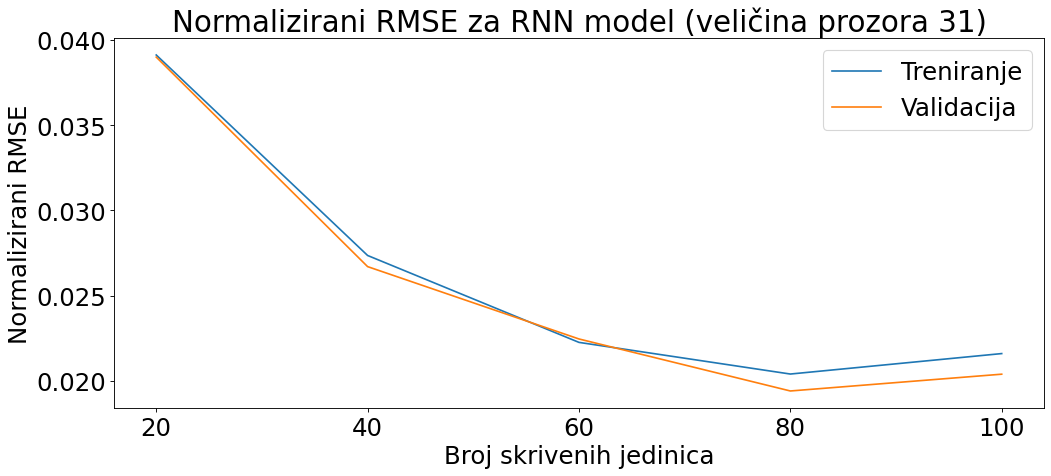 Normalizirani RMSE za RNN model (veličina prozora 31)
0.040
0.035
0.030
0.025
0.020
Normalizirani RMSE
Treniranje
Validacija
20 40 60 80 100
Broj skrivenih jedinica